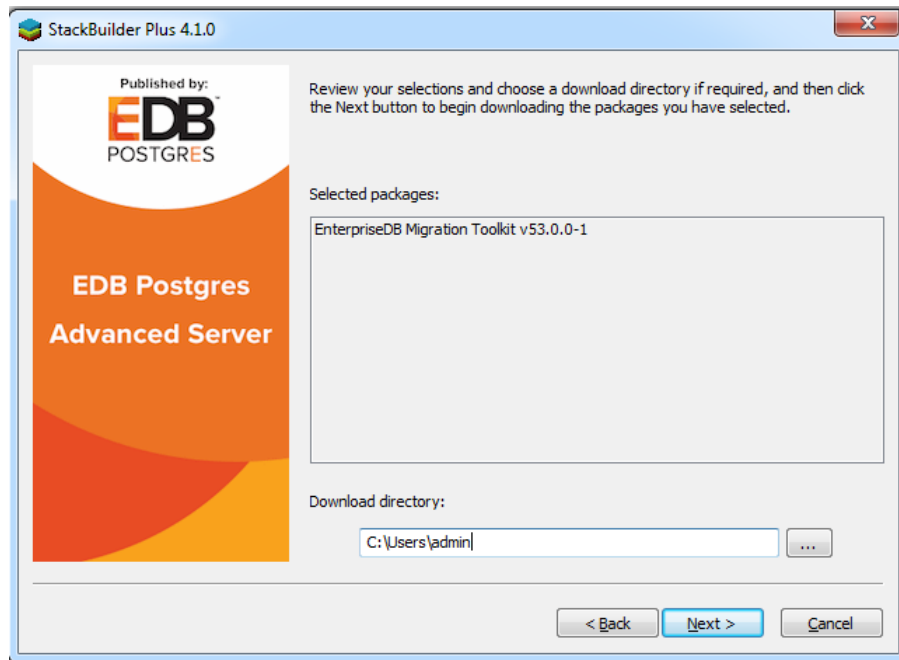 StackBuilder Plus 4.1.0
Published by:
EDB™
POSTGRES
EDB Postgres
Advanced Server
Review your selections and choose a download directory if required, and then click
the Next button to begin downloading the packages you have selected.
Selected packages:
EnterpriseDB Migration Toolkit v53.0.0-1
Download directory:
C:\Users\admin
...
< Back
Next >
Cancel